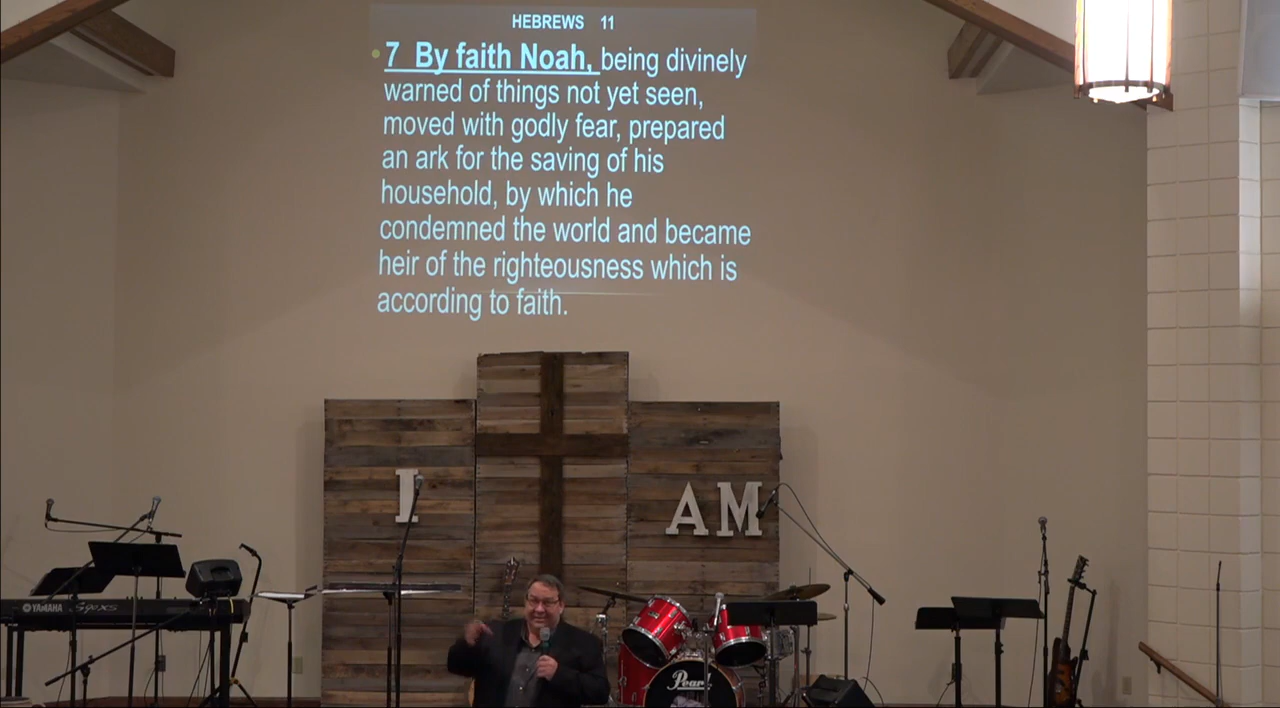 HEBREWS 11
• 7 By faith Noah, being divinely
warned of things not yet seen,
moved with godly fear, prepared
an ark for the saving of his
household, by which he
condemned the world and became
heir of the righteousness which is
according to faith.
I AM
YAMAHA S90XS
Pearl